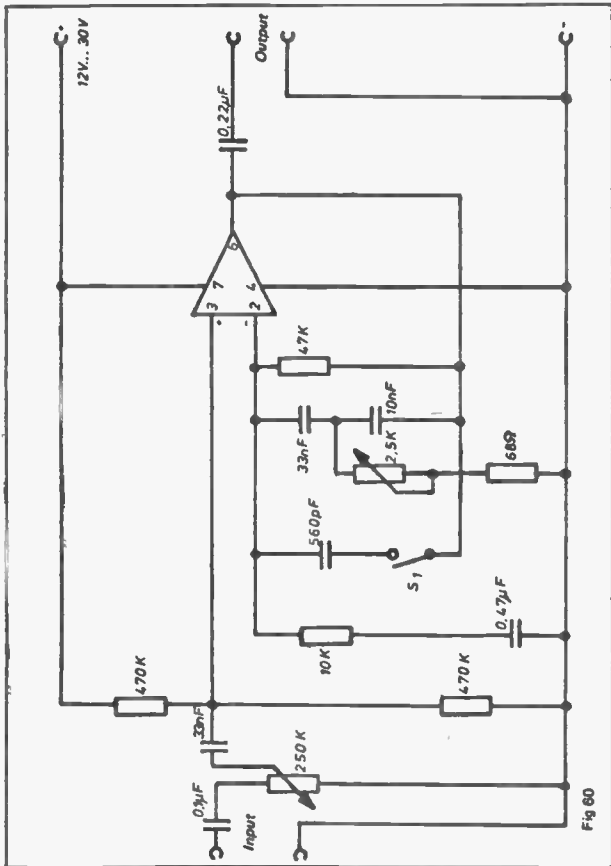 C +
12V... 30V
0,22µF
C
Output
C
C -
3
+
7
6
2
-
4
47K
33nF
10nF
2,5K
68Ω
560pF
S1
10K
0,47µF
470K
33nF
470K
250K
0,1µF
Input
C
C
Fig 60